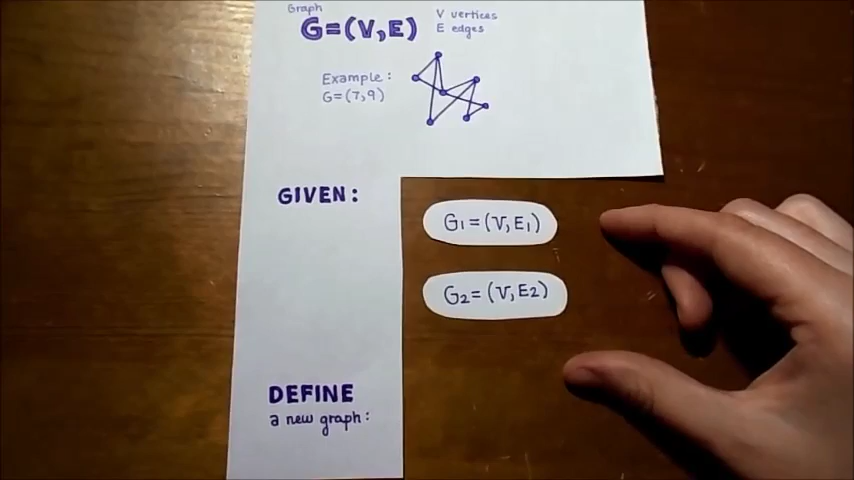 Graph
G=(V,E)
V vertices
E edges
Example:
G=(7,9)
GIVEN:
G1=(V,E1)
G2=(V,E2)
DEFINE
a new graph: